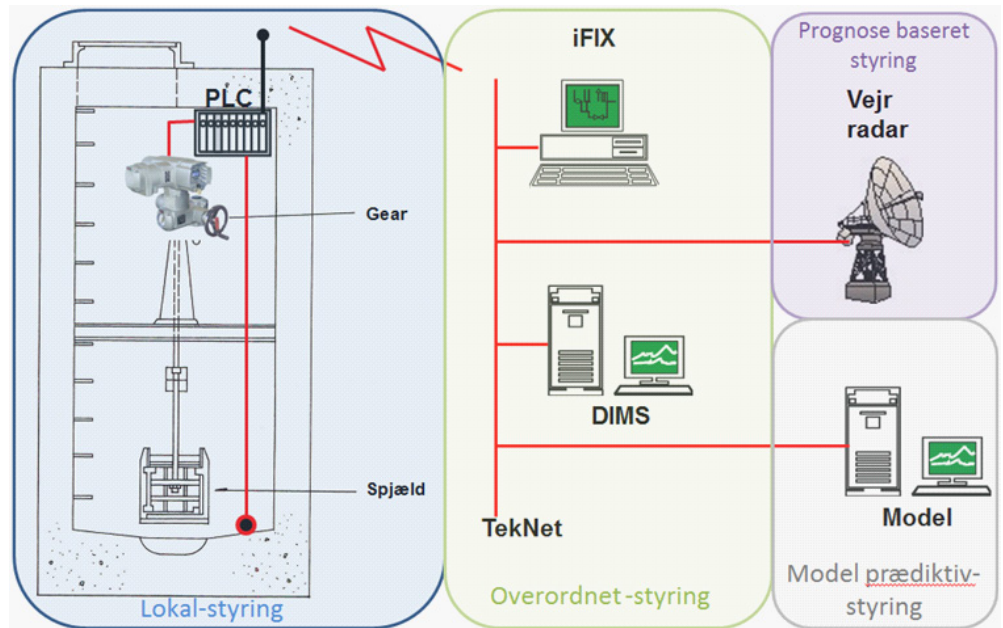 PLC
Gear
Spjæld
Lokal-styring
iFIX
DIMS
TekNet
Overordnet-styring
Prognose baseret
styring
Vejr
radar
Model
Model prædiktiv-
styring